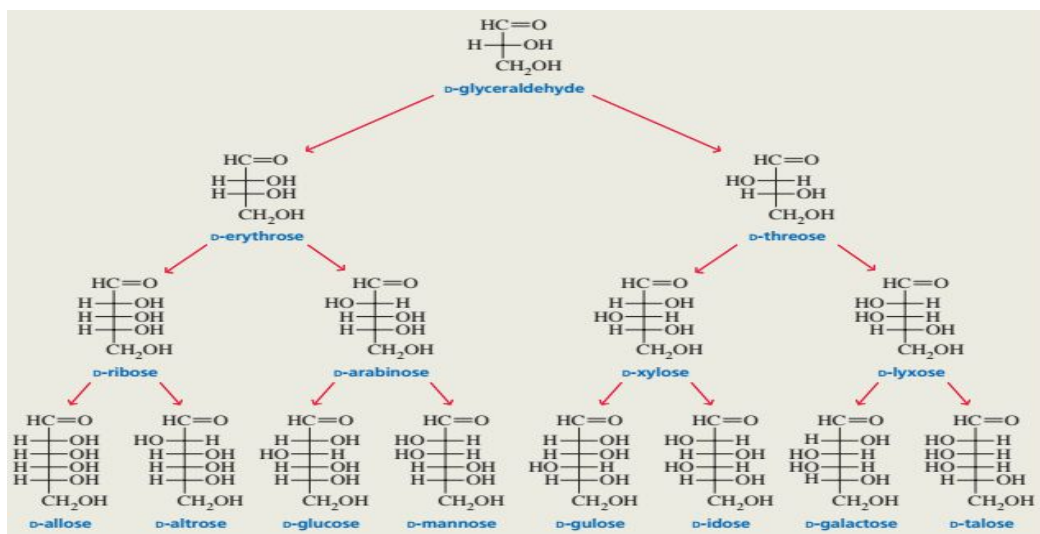 HC=O
H OH
CH₂OH
D-glyceraldehyde
HC=O
H OH
H OH
CH₂OH
D-erythrose
HC=O
HO H
H OH
CH₂OH
D-threose
HC=O
H OH
H OH
H OH
CH₂OH
D-ribose
HC=O
HO H
H OH
H OH
CH₂OH
D-arabinose
HC=O
H OH
HO H
H OH
CH₂OH
D-xylose
HC=O
HO H
HO H
H OH
CH₂OH
D-lyxose
HC=O
H OH
H OH
H OH
H OH
CH₂OH
D-allose
HC=O
HO H
H OH
H OH
H OH
CH₂OH
D-altrose
HC=O
H OH
HO H
H OH
H OH
CH₂OH
D-glucose
HC=O
HO H
HO H
H OH
H OH
CH₂OH
D-mannose
HC=O
H OH
H OH
HO H
H OH
CH₂OH
D-gulose
HC=O
HO H
H OH
HO H
H OH
CH₂OH
D-idose
HC=O
H OH
HO H
HO H
H OH
CH₂OH
D-galactose
HC=O
HO H
HO H
HO H
H OH
CH₂OH
D-talose